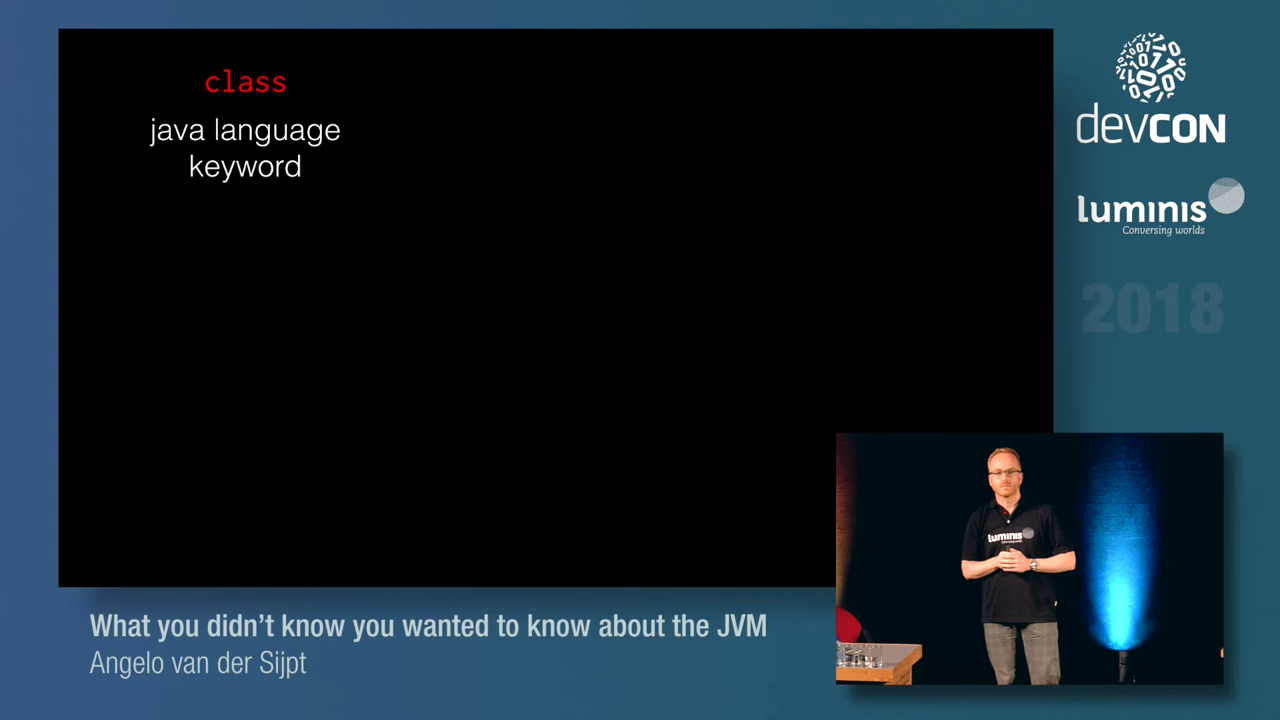 class
java language
keyword
devCON
luminis
Conversing worlds
2018
luminis
What you didn't know you wanted to know about the JVM
Angelo van der Sijpt